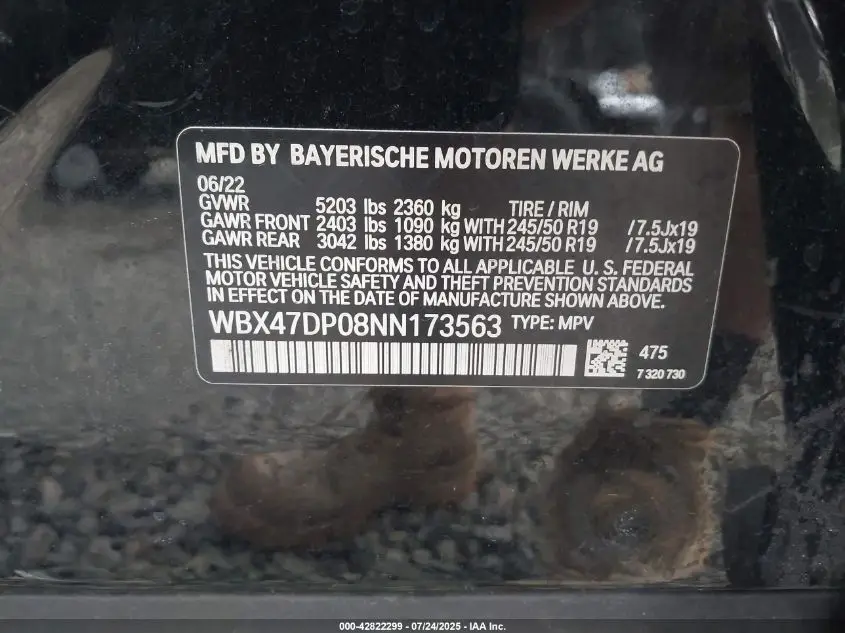 MFD BY BAYERISCHE MOTOREN WERKE AG
06/22
GVWR 5203 lbs 2360 kg TIRE / RIM
GAWR FRONT 2403 lbs 1090 kg WITH 245/50 R19 /7.5Jx19
GAWR REAR 3042 lbs 1380 kg WITH 245/50 R19 /7.5Jx19
THIS VEHICLE CONFORMS TO ALL APPLICABLE U. S. FEDERAL
MOTOR VEHICLE SAFETY AND THEFT PREVENTION STANDARDS
IN EFFECT ON THE DATE OF MANUFACTURE SHOWN ABOVE.
WBX47DP08NN173563 TYPE: MPV
475
7 320 730
000-42822299 - 07/24/2025 - IAA Inc.